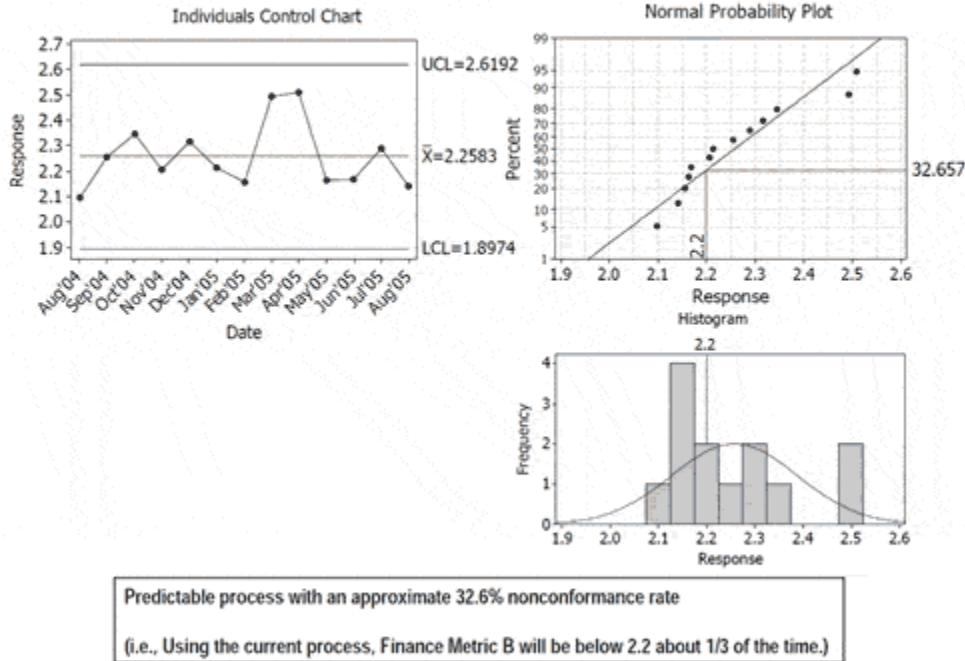 Individuals Control Chart
Response
2.7
2.6
2.5
2.4
2.3
2.2
2.1
2.0
1.9
UCL=2.6192
X=2.2583
LCL=1.8974
Aug'04
Sep'04
Oct'04
Nov'04
Dec'04
Jan'05
Feb'05
Mar'05
Apr'05
May'05
Jun'05
Jul'05
Aug'05
Date
Normal Probability Plot
Percent
99
95
80
70
60
50
40
30
20
10
5
1
32.657
2.2
1.9 2.0 2.1 2.2 2.3 2.4 2.5 2.6
Response
Histogram
2.2
Frequency
4
3
2
1
0
1.9 2.0 2.1 2.2 2.3 2.4 2.5 2.6
Response
Predictable process with an approximate 32.6% nonconformance rate
(i.e., Using the current process, Finance Metric B will be below 2.2 about 1/3 of the time.)